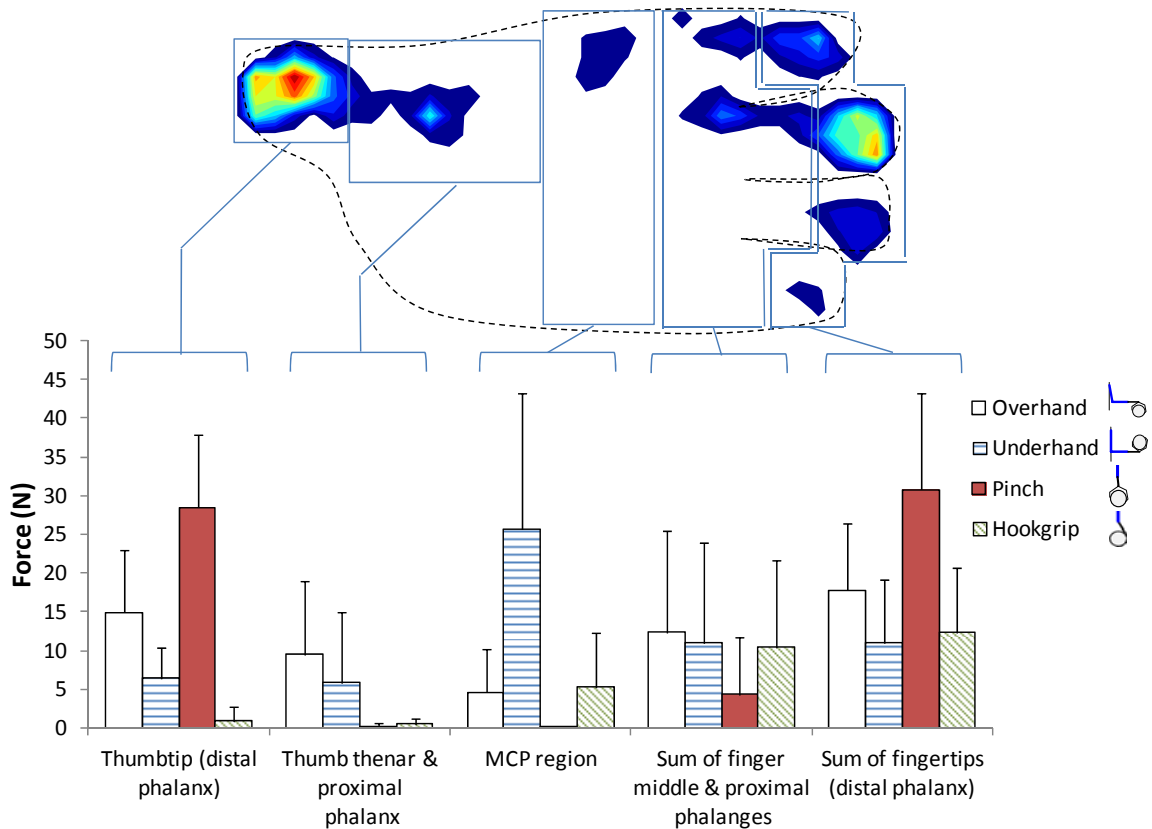 50
45
40
35
30
25
20
15
10
5
0
Force (N)
Overhand
Underhand
Pinch
Hookgrip
Thumbtip (distal
phalanx)
Thumb thenar &
proximal
phalanx
MCP region
Sum of finger
middle & proximal
phalanges
Sum of fingertips
(distal phalanx)